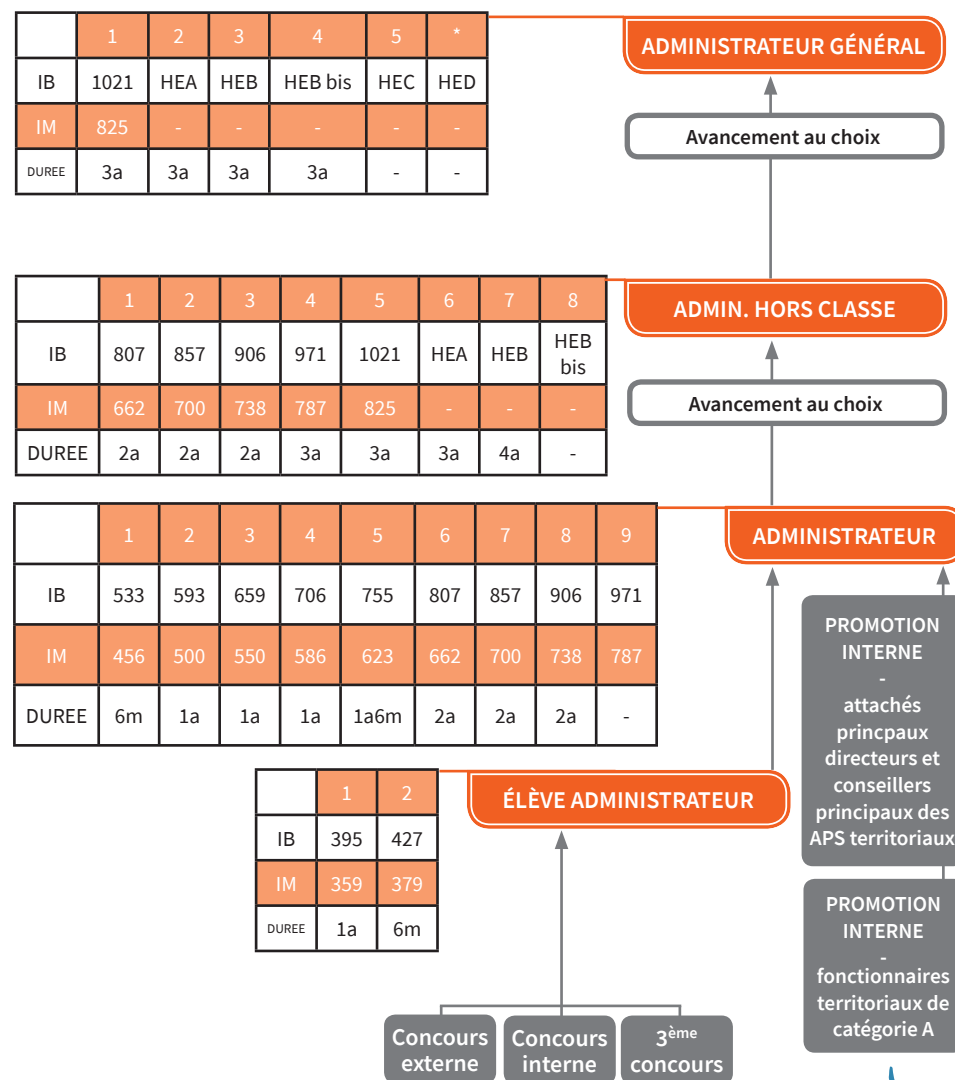 1 2 3 4 5 *
IB 1021 HEA HEB HEB bis HEC HED
IM 825 - - - - -
DUREE 3a 3a 3a 3a - -
ADMINISTRATEUR GÉNÉRAL
Avancement au choix
1 2 3 4 5 6 7 8
IB 807 857 906 971 1021 HEA HEB HEB bis
IM 662 700 738 787 825 - - -
DUREE 2a 2a 2a 3a 3a 3a 4a -
ADMIN. HORS CLASSE
Avancement au choix
1 2 3 4 5 6 7 8 9
IB 533 593 659 706 755 807 857 906 971
IM 456 500 550 586 623 662 700 738 787
DUREE 6m 1a 1a 1a 1a6m 2a 2a 2a -
ADMINISTRATEUR
PROMOTION
INTERNE
-
attachés
princpaux
directeurs et
conseillers
principaux des
APS territoriaux
1 2
IB 395 427
IM 359 379
DUREE 1a 6m
ÉLÈVE ADMINISTRATEUR
PROMOTION
INTERNE
-
fonctionnaires
territoriaux de
catégorie A
Concours
externe
Concours
interne
3ème
concours